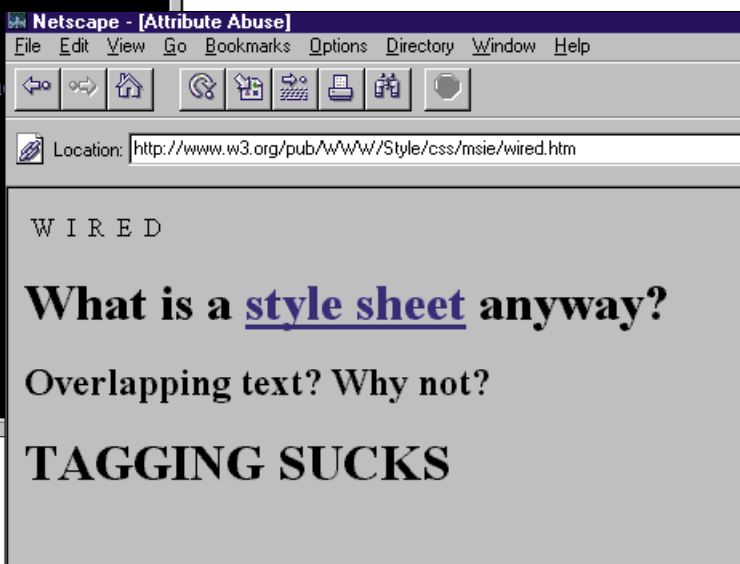 Netscape - [Attribute Abuse]
File Edit View Go Bookmarks Options Directory Window Help
Location: http://www.w3.org/pub/WWW/Style/css/msie/wired.htm
W I R E D
What is a style sheet anyway?
Overlapping text? Why not?
TAGGING SUCKS